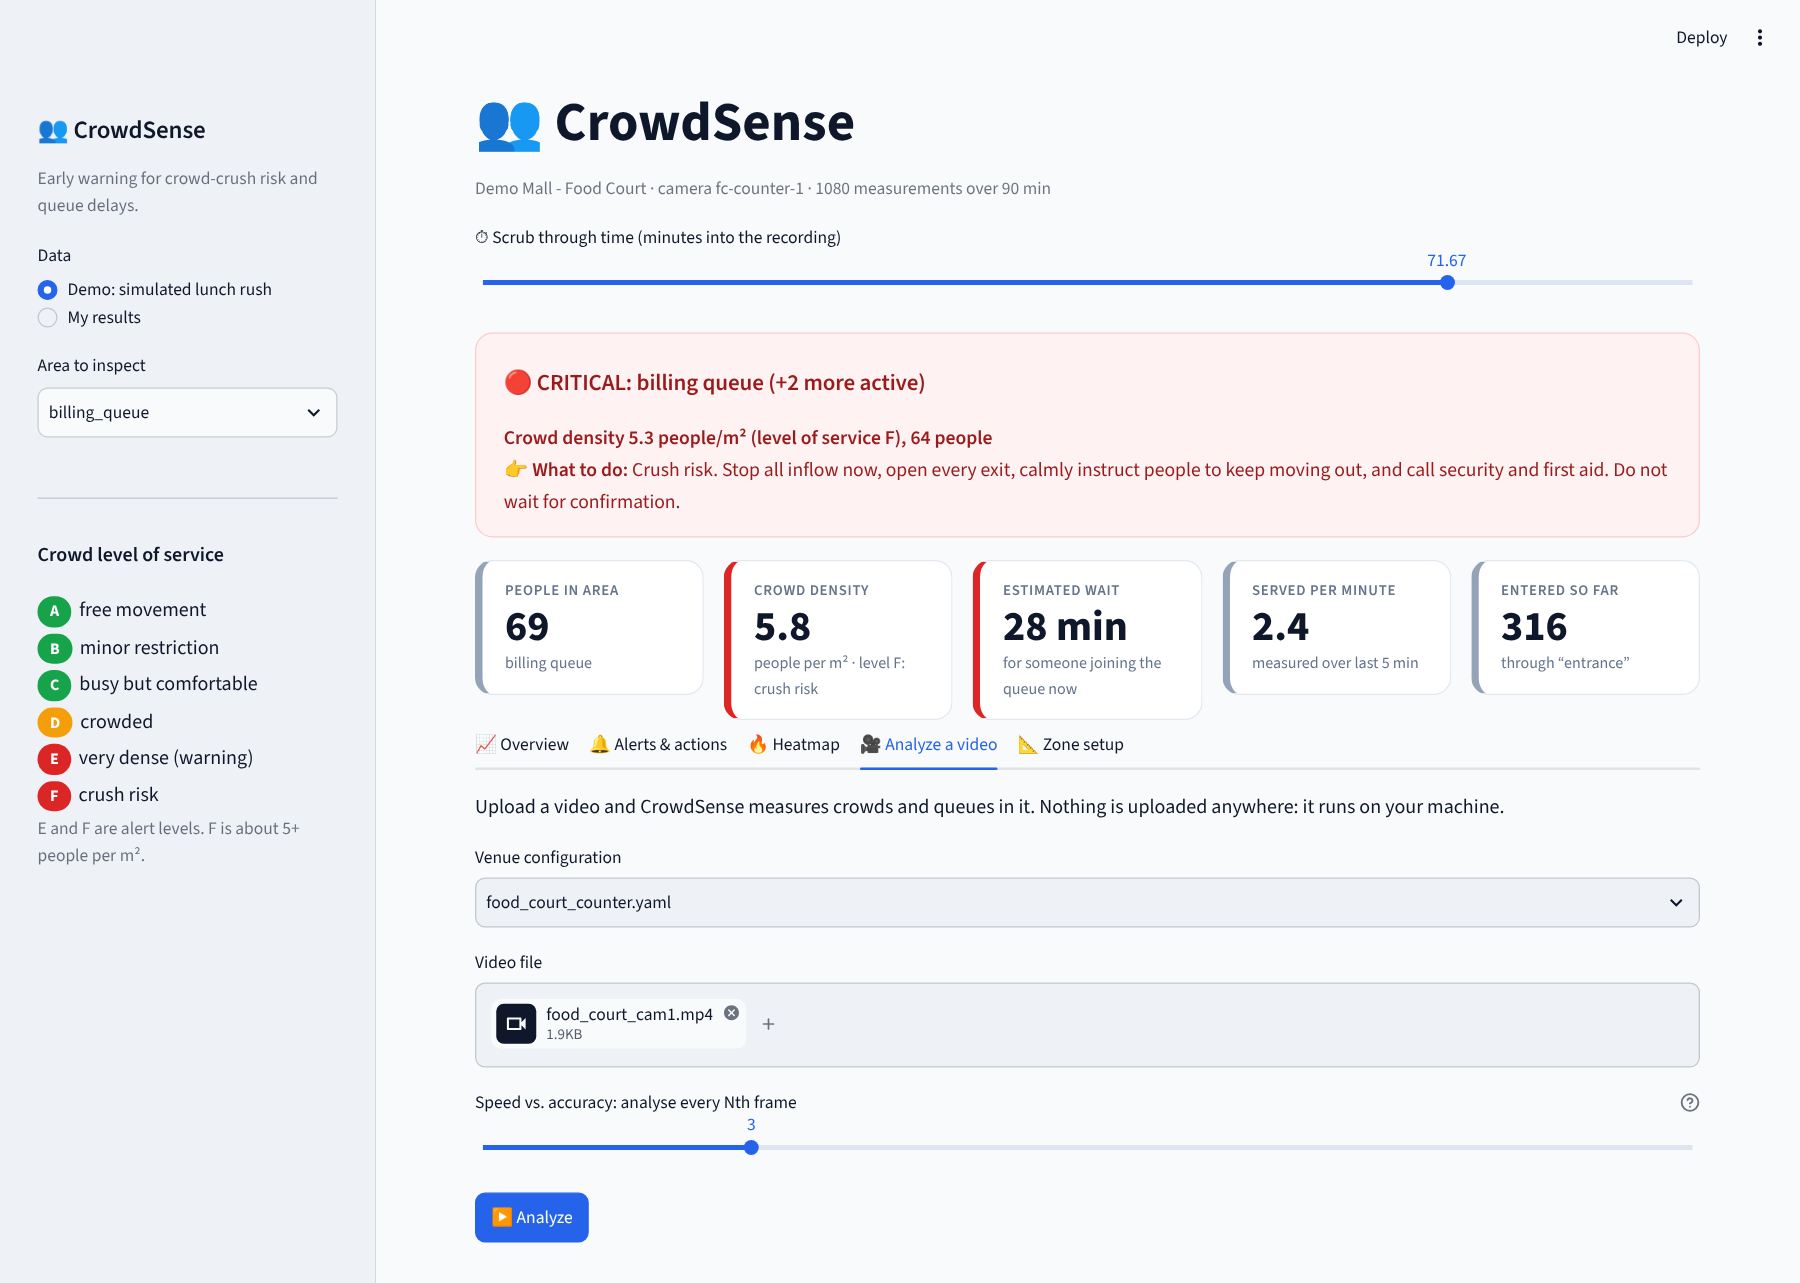 Deploy
👥 CrowdSense
Early warning for crowd-crush risk and
queue delays.
Data
Demo: simulated lunch rush
My results
Area to inspect
billing_queue
Crowd level of service
A free movement
B minor restriction
C busy but comfortable
D crowded
E very dense (warning)
F crush risk
E and F are alert levels. F is about 5+
people per m².
👥 CrowdSense
Demo Mall - Food Court · camera fc-counter-1 · 1080 measurements over 90 min
⏱ Scrub through time (minutes into the recording)
71.67
🔴 CRITICAL: billing queue (+2 more active)
Crowd density 5.3 people/m² (level of service F), 64 people
👉 What to do: Crush risk. Stop all inflow now, open every exit, calmly instruct people to keep moving out, and call security and first aid. Do not
wait for confirmation.
PEOPLE IN AREA
69
billing queue
CROWD DENSITY
5.8
people per m² · level F:
crush risk
ESTIMATED WAIT
28 min
for someone joining the
queue now
SERVED PER MINUTE
2.4
measured over last 5 min
ENTERED SO FAR
316
through “entrance”
📈 Overview 🔔 Alerts & actions 🔥 Heatmap 🎥 Analyze a video 📐 Zone setup
Upload a video and CrowdSense measures crowds and queues in it. Nothing is uploaded anywhere: it runs on your machine.
Venue configuration
food_court_counter.yaml
Video file
food_court_cam1.mp4
1.9KB
Speed vs. accuracy: analyse every Nth frame
3
▶️ Analyze